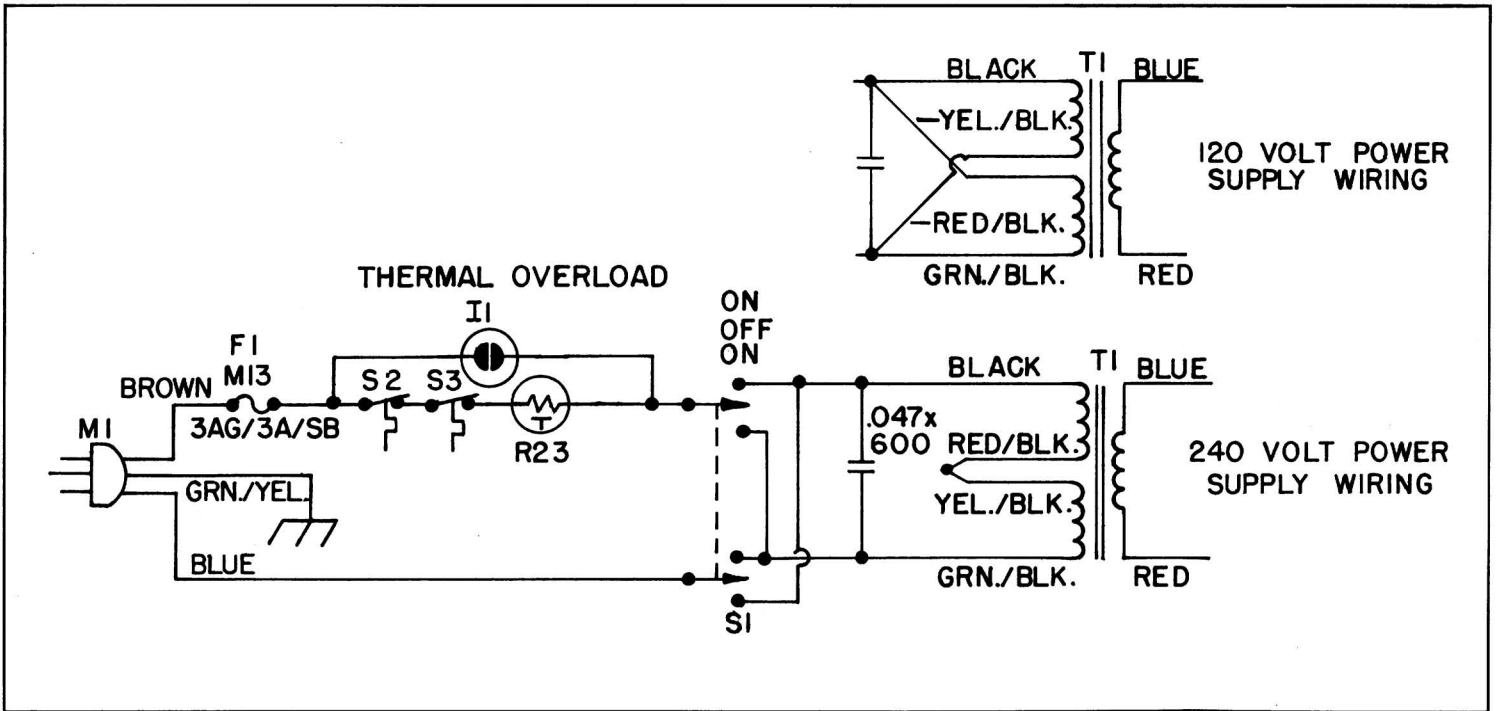 BLACK
T1
BLUE
-YEL./BLK.
120 VOLT POWER
SUPPLY WIRING
-RED/BLK.
GRN./BLK.
RED
THERMAL OVERLOAD
I1
ON
OFF
ON
F1
M13
BROWN
S2
S3
3AG/3A/SB
R23
T
M1
GRN./YEL.
BLUE
S1
BLACK
T1
BLUE
.047x
600
RED/BLK.
240 VOLT POWER
SUPPLY WIRING
YEL./BLK.
GRN./BLK.
RED